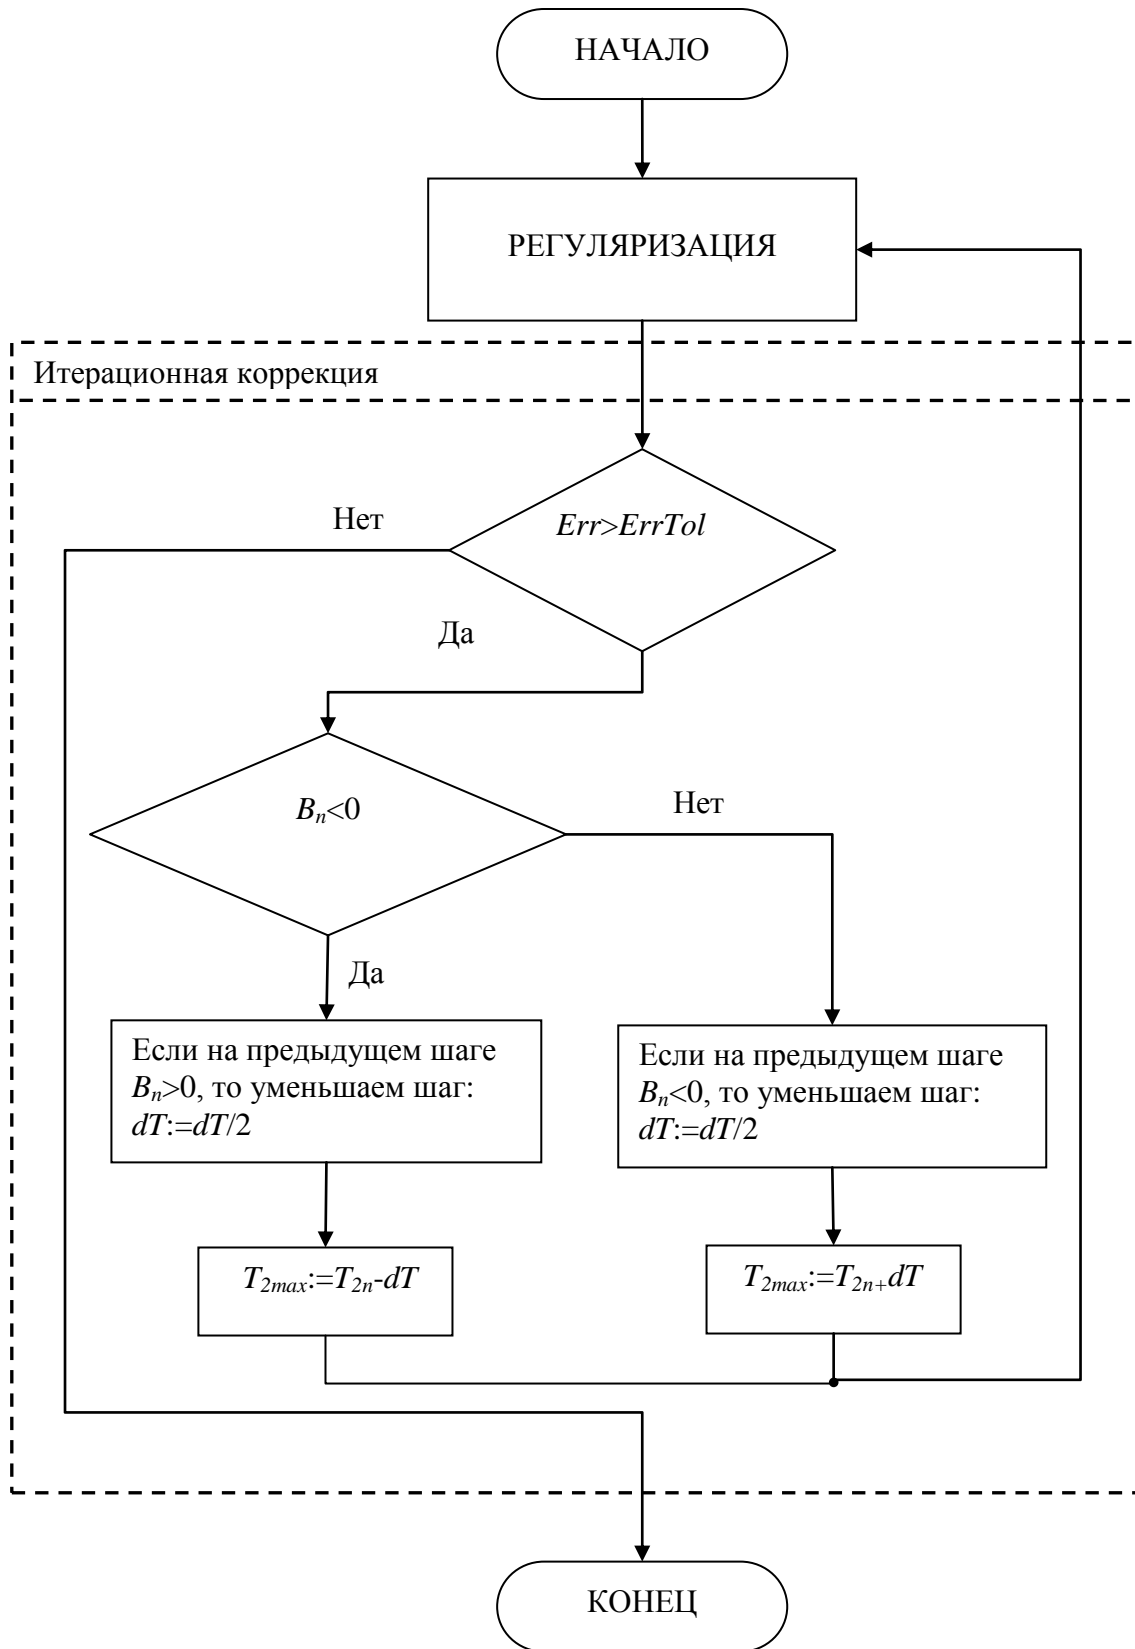 НАЧАЛО
РЕГУЛЯРИЗАЦИЯ
Итерационная коррекция
Err>ErrTol
Нет
Да
Bn<0
Нет
Да
Если на предыдущем шаге
Bn>0, то уменьшаем шаг:
dT:=dT/2
Если на предыдущем шаге
Bn<0, то уменьшаем шаг:
dT:=dT/2
T2max:=T2n-dT
T2max:=T2n+dT
КОНЕЦ